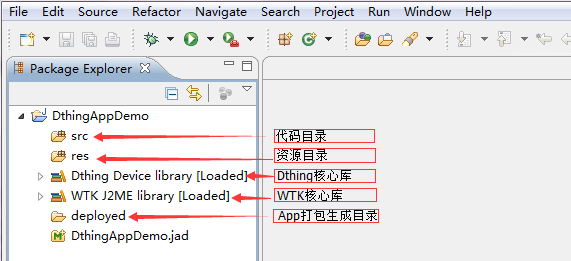 File Edit Source Refactor Navigate Search Project Run Window Help
Package Explorer
DthingAppDemo
src 代码目录
res 资源目录
Dthing Device library [Loaded] Dthing核心库
WTK J2ME library [Loaded] WTK核心库
deployed App打包生成目录
DthingAppDemo.jad